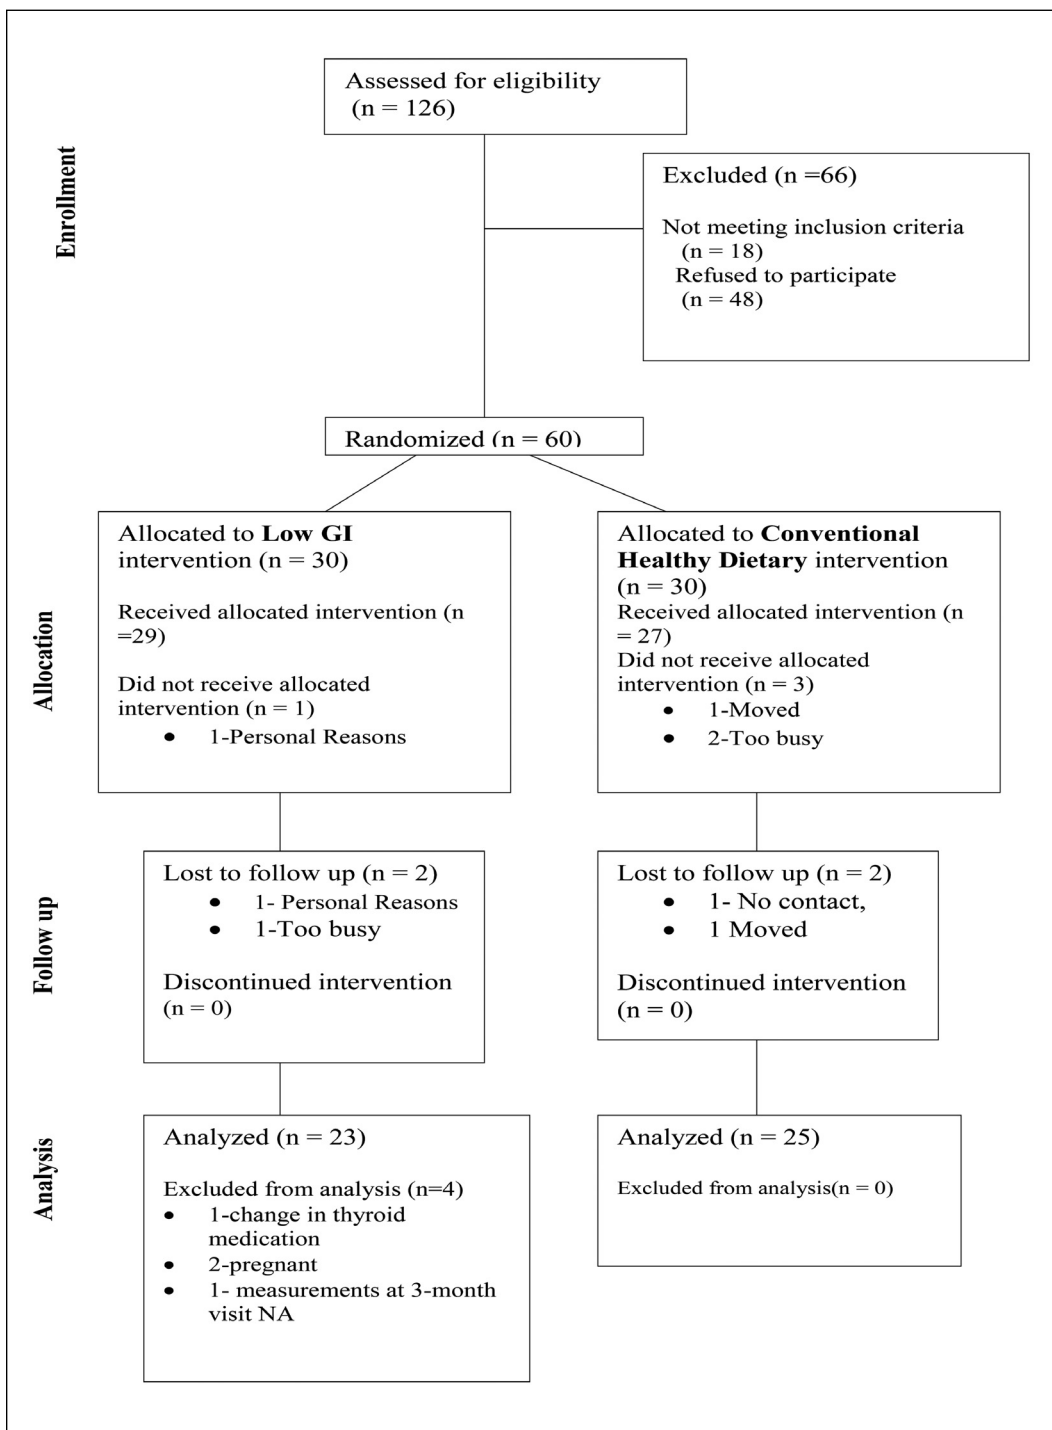 Enrollment
Assessed for eligibility
(n = 126)
Excluded (n =66)
Not meeting inclusion criteria
(n = 18)
Refused to participate
(n = 48)
Randomized (n = 60)
Allocation
Allocated to Low GI
intervention (n = 30)
Received allocated intervention (n
=29)
Did not receive allocated
intervention (n = 1)
• 1-Personal Reasons
Allocated to Conventional
Healthy Dietary intervention
(n = 30)
Received allocated intervention (n
= 27)
Did not receive allocated
intervention (n = 3)
• 1-Moved
• 2-Too busy
Follow up
Lost to follow up (n = 2)
• 1- Personal Reasons
• 1-Too busy
Discontinued intervention
(n = 0)
Lost to follow up (n = 2)
• 1- No contact,
• 1 Moved
Discontinued intervention
(n = 0)
Analysis
Analyzed (n = 23)
Excluded from analysis (n=4)
• 1-change in thyroid
medication
• 2-pregnant
• 1- measurements at 3-month
visit NA
Analyzed (n = 25)
Excluded from analysis(n = 0)